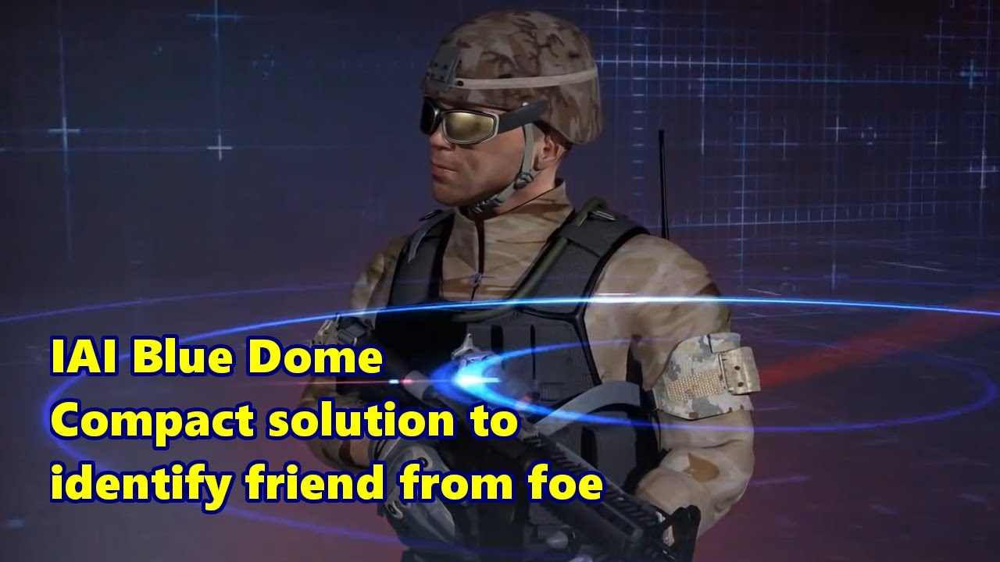 IAI Blue Dome
Compact solution to
identify friend from foe